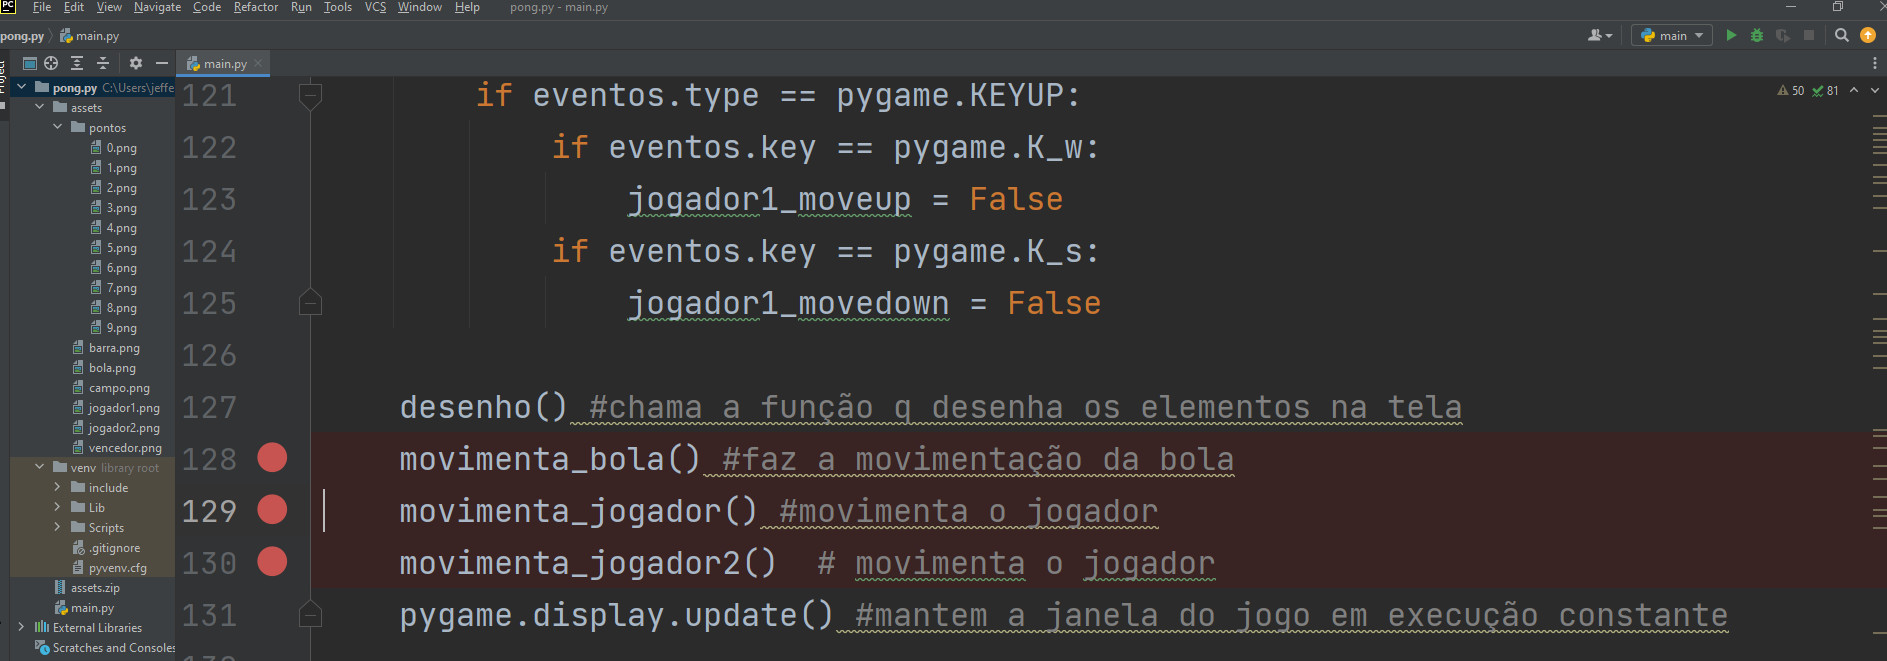 File Edit View Navigate Code Refactor Run Tools VCS Window Help pong.py - main.py
pong.py main.py
main
Project
main.py
pong.py C:\Users\jeffe
assets
pontos
0.png
1.png
2.png
3.png
4.png
5.png
6.png
7.png
8.png
9.png
barra.png
bola.png
campo.png
jogador1.png
jogador2.png
vencedor.png
venv library root
include
Lib
Scripts
.gitignore
pyvenv.cfg
assets.zip
main.py
External Libraries
Scratches and Consoles
50 81
121 if eventos.type == pygame.KEYUP:
122 if eventos.key == pygame.K_w:
123 jogador1_moveup = False
124 if eventos.key == pygame.K_s:
125 jogador1_movedown = False
126
127 desenho() #chama a função q desenha os elementos na tela
128 movimenta_bola() #faz a movimentação da bola
129 movimenta_jogador() #movimenta o jogador
130 movimenta_jogador2() # movimenta o jogador
131 pygame.display.update() #mantem a janela do jogo em execução constante